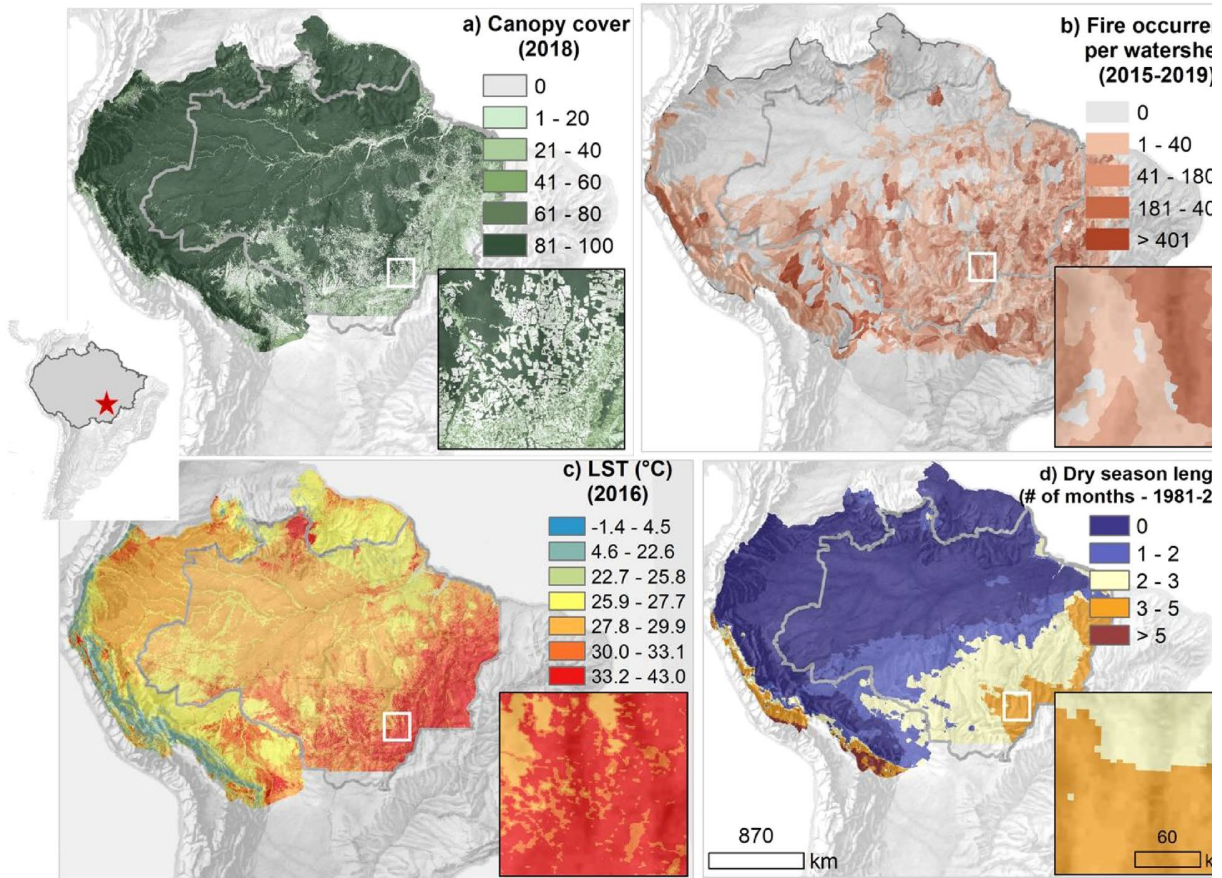 a) Canopy cover
(2018)
0
1 - 20
21 - 40
41 - 60
61 - 80
81 - 100
b) Fire occurren
per watershe
(2015-2019)
0
1 - 40
41 - 180
181 - 40
> 401
c) LST (°C)
(2016)
-1.4 - 4.5
4.6 - 22.6
22.7 - 25.8
25.9 - 27.7
27.8 - 29.9
30.0 - 33.1
33.2 - 43.0
d) Dry season leng
(# of months - 1981-2
0
1 - 2
2 - 3
3 - 5
> 5
870
km
60
k